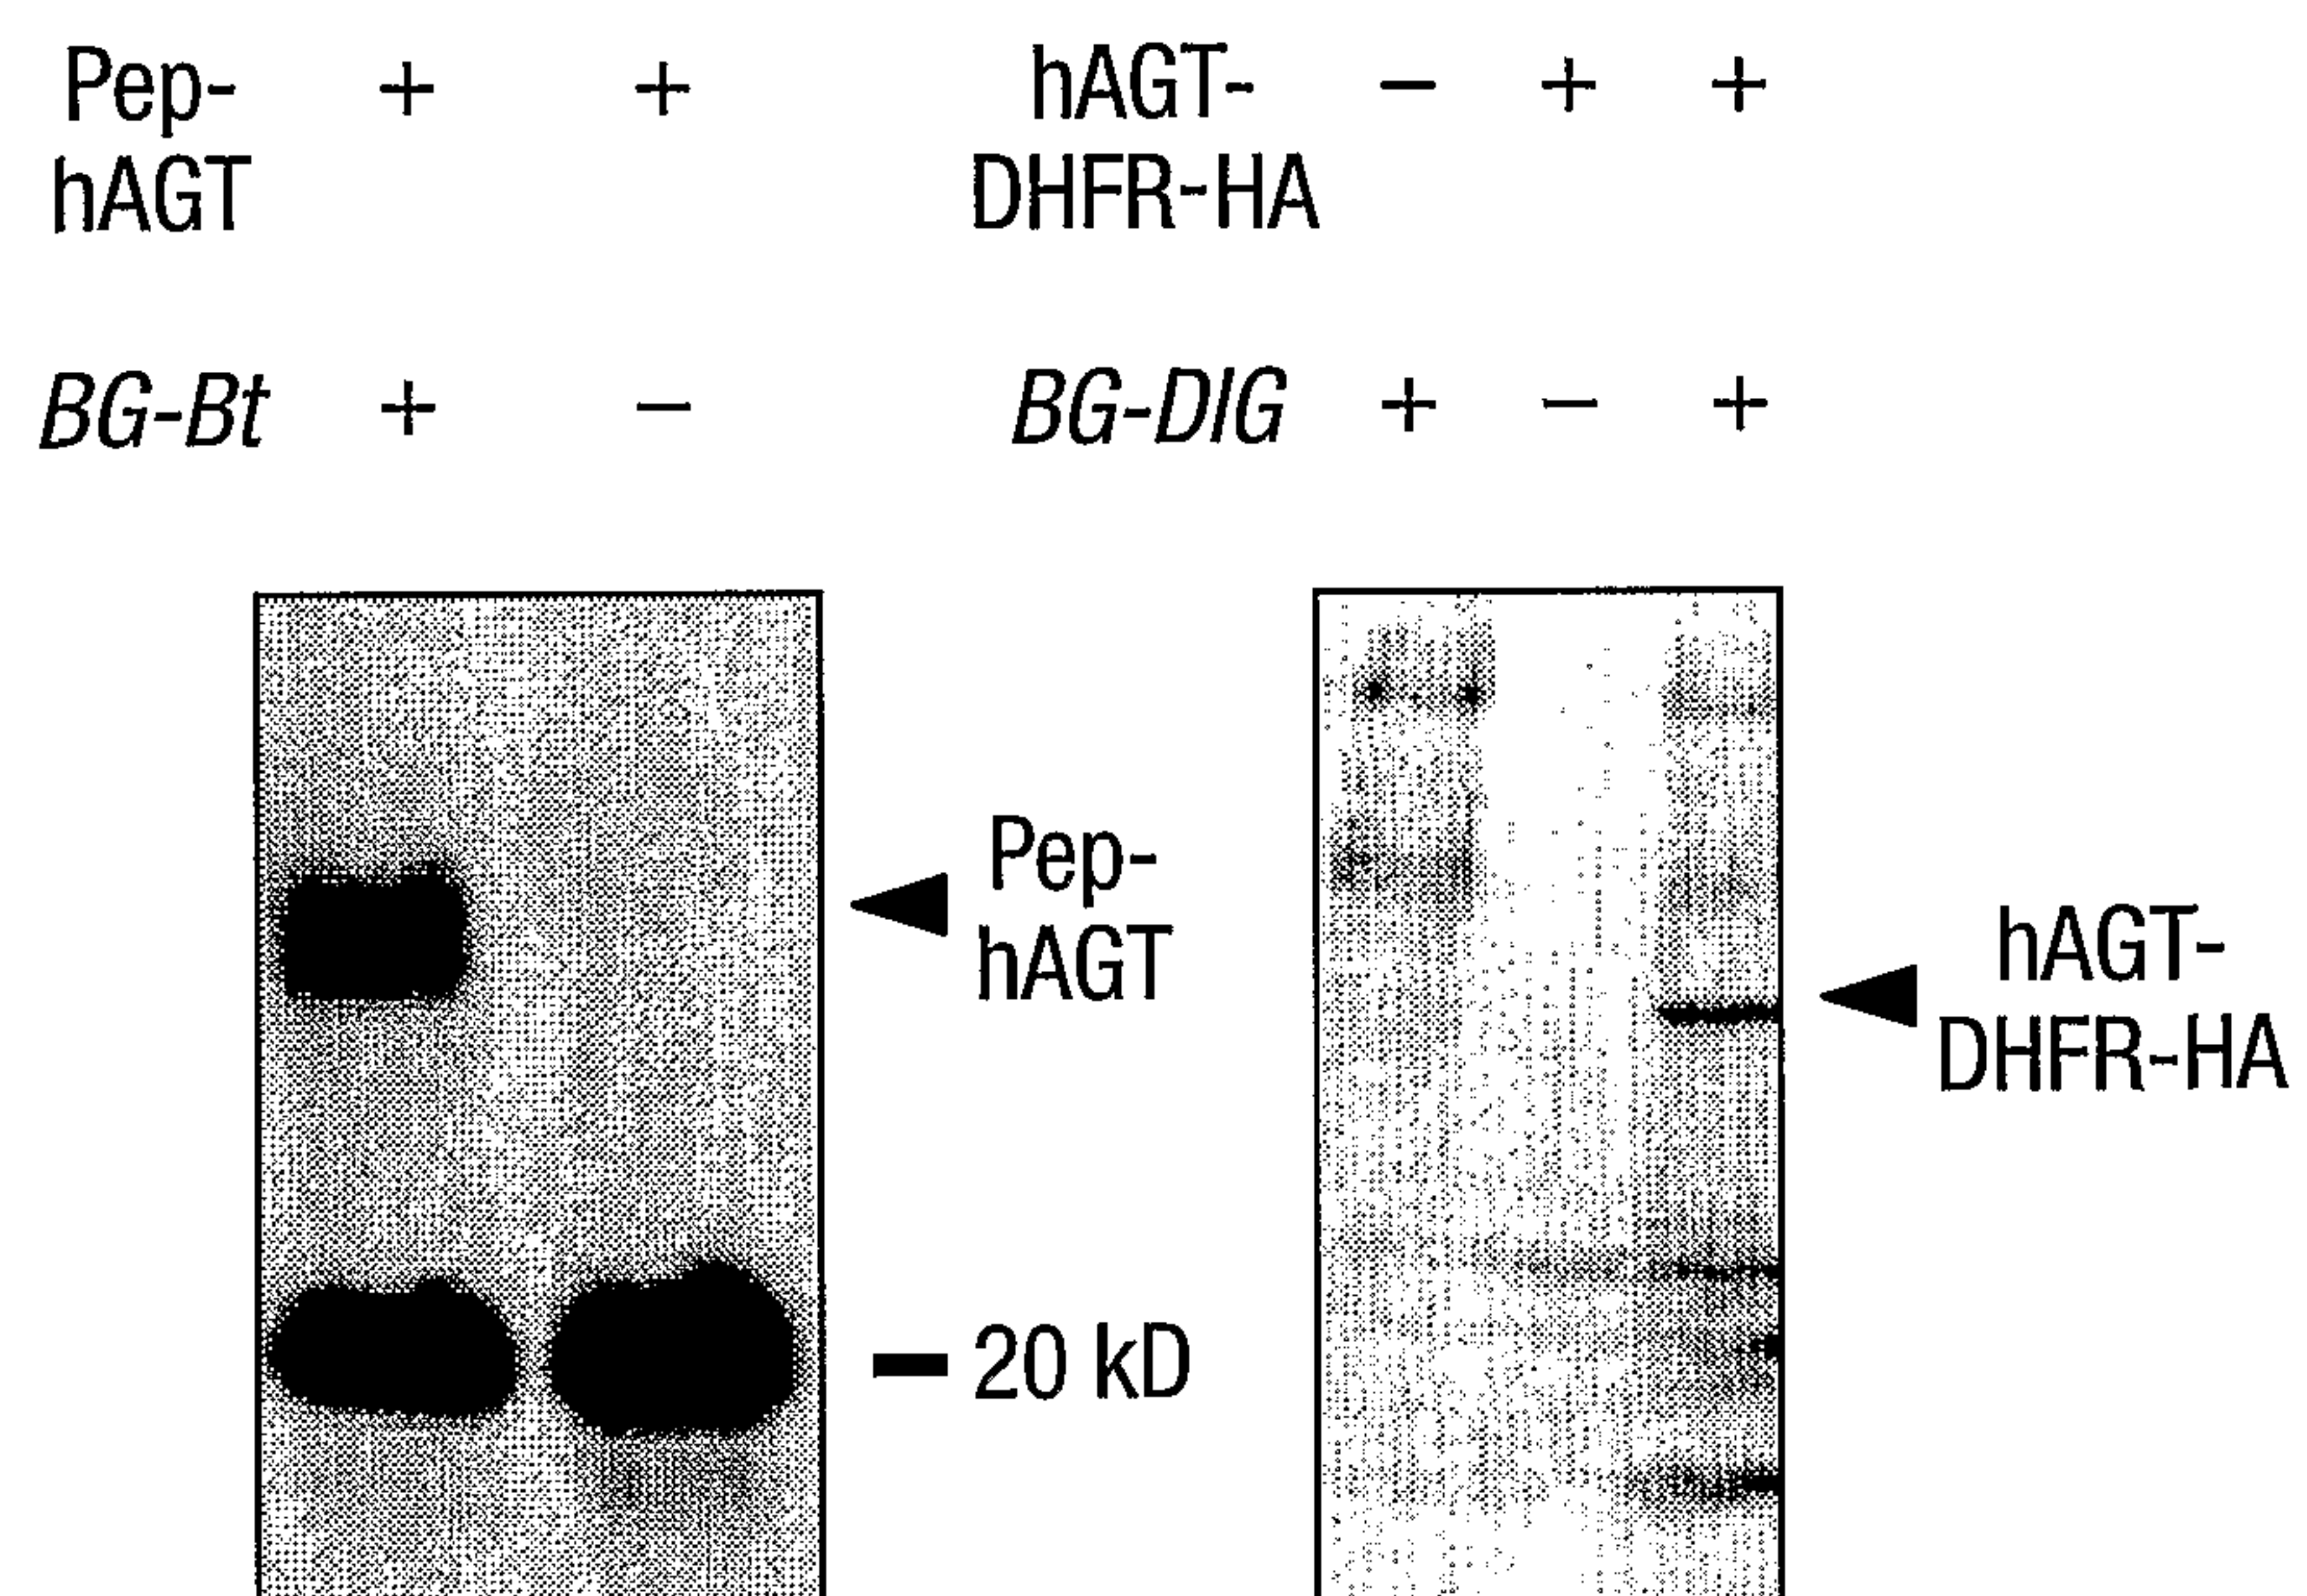 Pep-
hAGT + +
BG-Bt + −
hAGT-
DHFR-HA − + +
BG-DIG + − +
Pep-
hAGT
20 kD
hAGT-
DHFR-HA